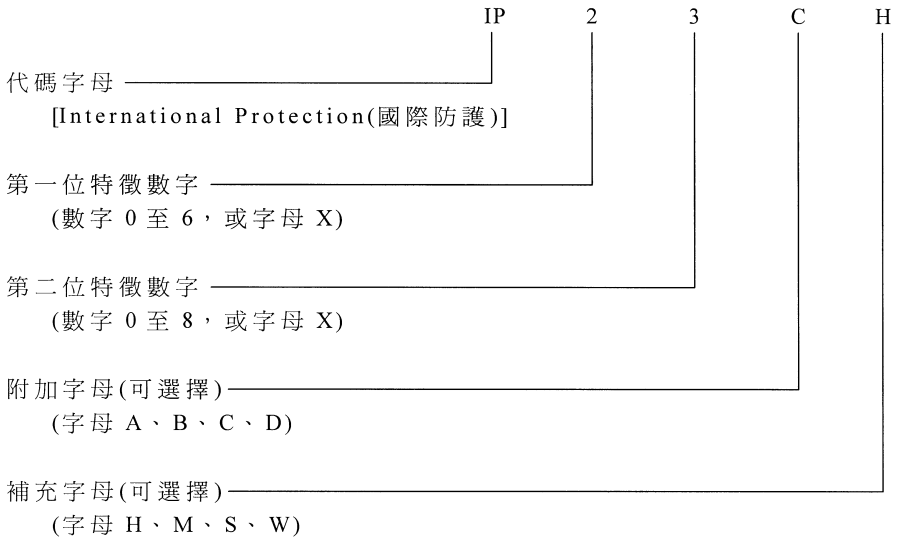 IP 2 3 C H
代碼字母
[International Protection(國際防護)]
第一位特徵數字
(數字 0 至 6，或字母 X)
第二位特徵數字
(數字 0 至 8，或字母 X)
附加字母(可選擇)
(字母 A、B、C、D)
補充字母(可選擇)
(字母 H、M、S、W)